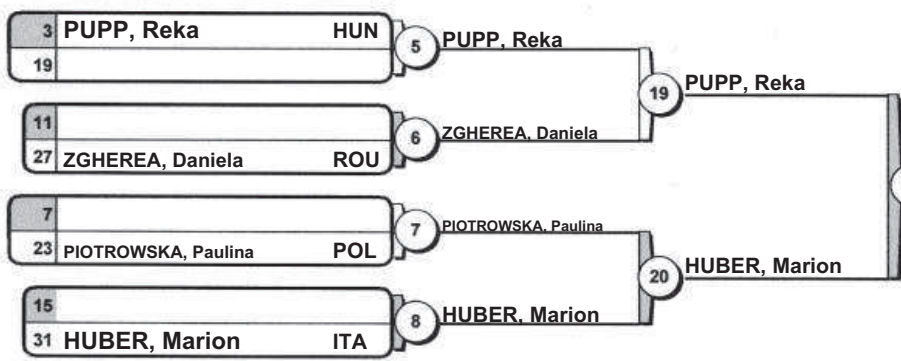 3 PUPP, Reka HUN
19
5 PUPP, Reka
11
27 ZGHEREA, Daniela ROU
6 ZGHEREA, Daniela
19 PUPP, Reka
7
23 PIOTROWSKA, Paulina POL
7 PIOTROWSKA, Paulina
15
31 HUBER, Marion ITA
8 HUBER, Marion
20 HUBER, Marion